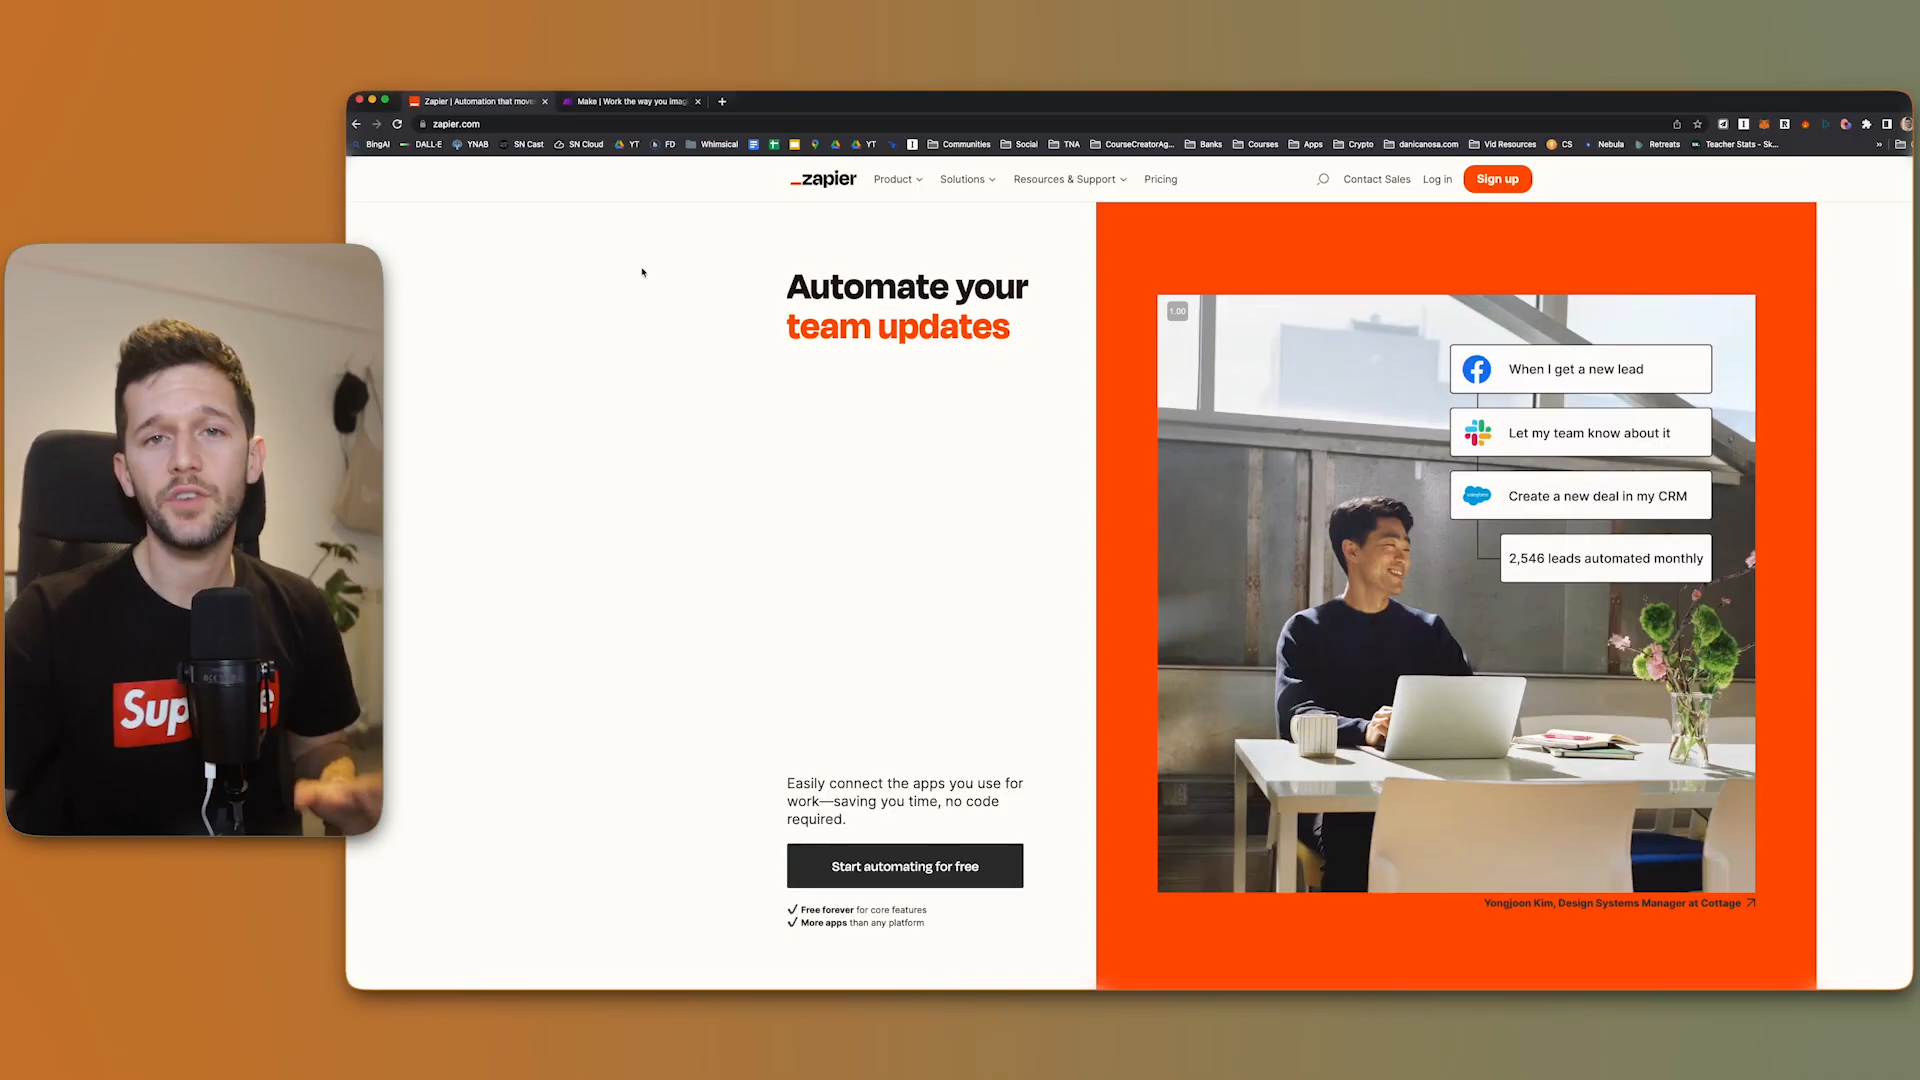 Zapier | Automation that move
Make | Work the way you imag
zapier.com
BingAI
DALL-E
YNAB
SN Cast
SN Cloud
YT
FD
Whimsical
YT
Communities
Social
TNA
CourseCreatorAg...
Banks
Courses
Apps
Crypto
danicanosa.com
Vid Resources
CS
Nebula
Retreats
Teacher Stats - Sk...
zapier
Product
Solutions
Resources & Support
Pricing
Contact Sales
Log in
Sign up
Automate your
team updates
1.00
When I get a new lead
Let my team know about it
Create a new deal in my CRM
2,546 leads automated monthly
Sup
e
Easily connect the apps you use for
work—saving you time, no code
required.
Start automating for free
Free forever for core features
More apps than any platform
Yongjoon Kim, Design Systems Manager at Cottage